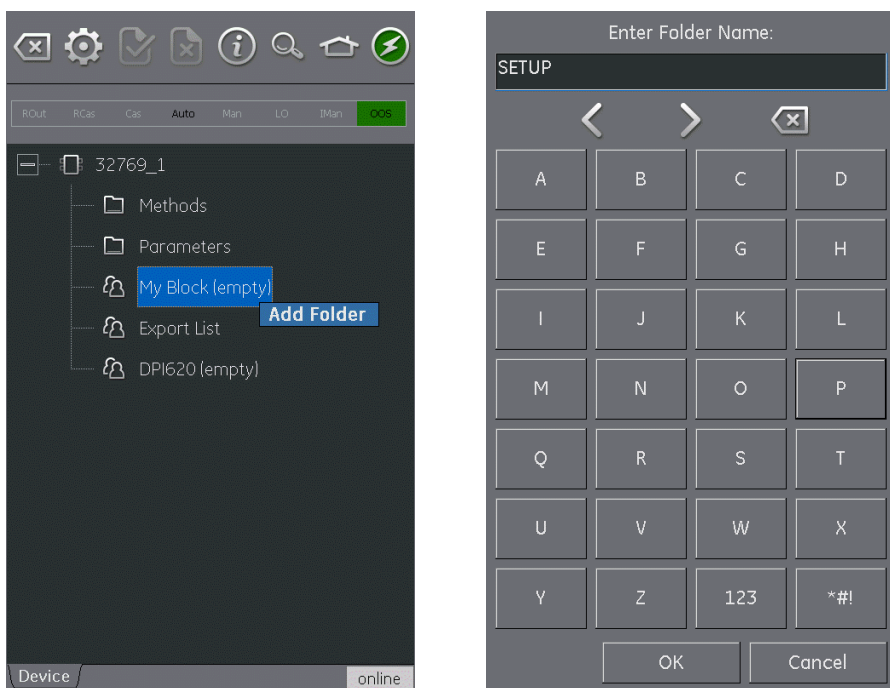 ROut RCas Cas Auto Man LO IMan OOS
32769_1
Methods
Parameters
My Block (empty)
Add Folder
Export List
DPI620 (empty)
Device
online
Enter Folder Name:
SETUP
A B C D
E F G H
I J K L
M N O P
Q R S T
U V W X
Y Z 123 *#!
OK Cancel